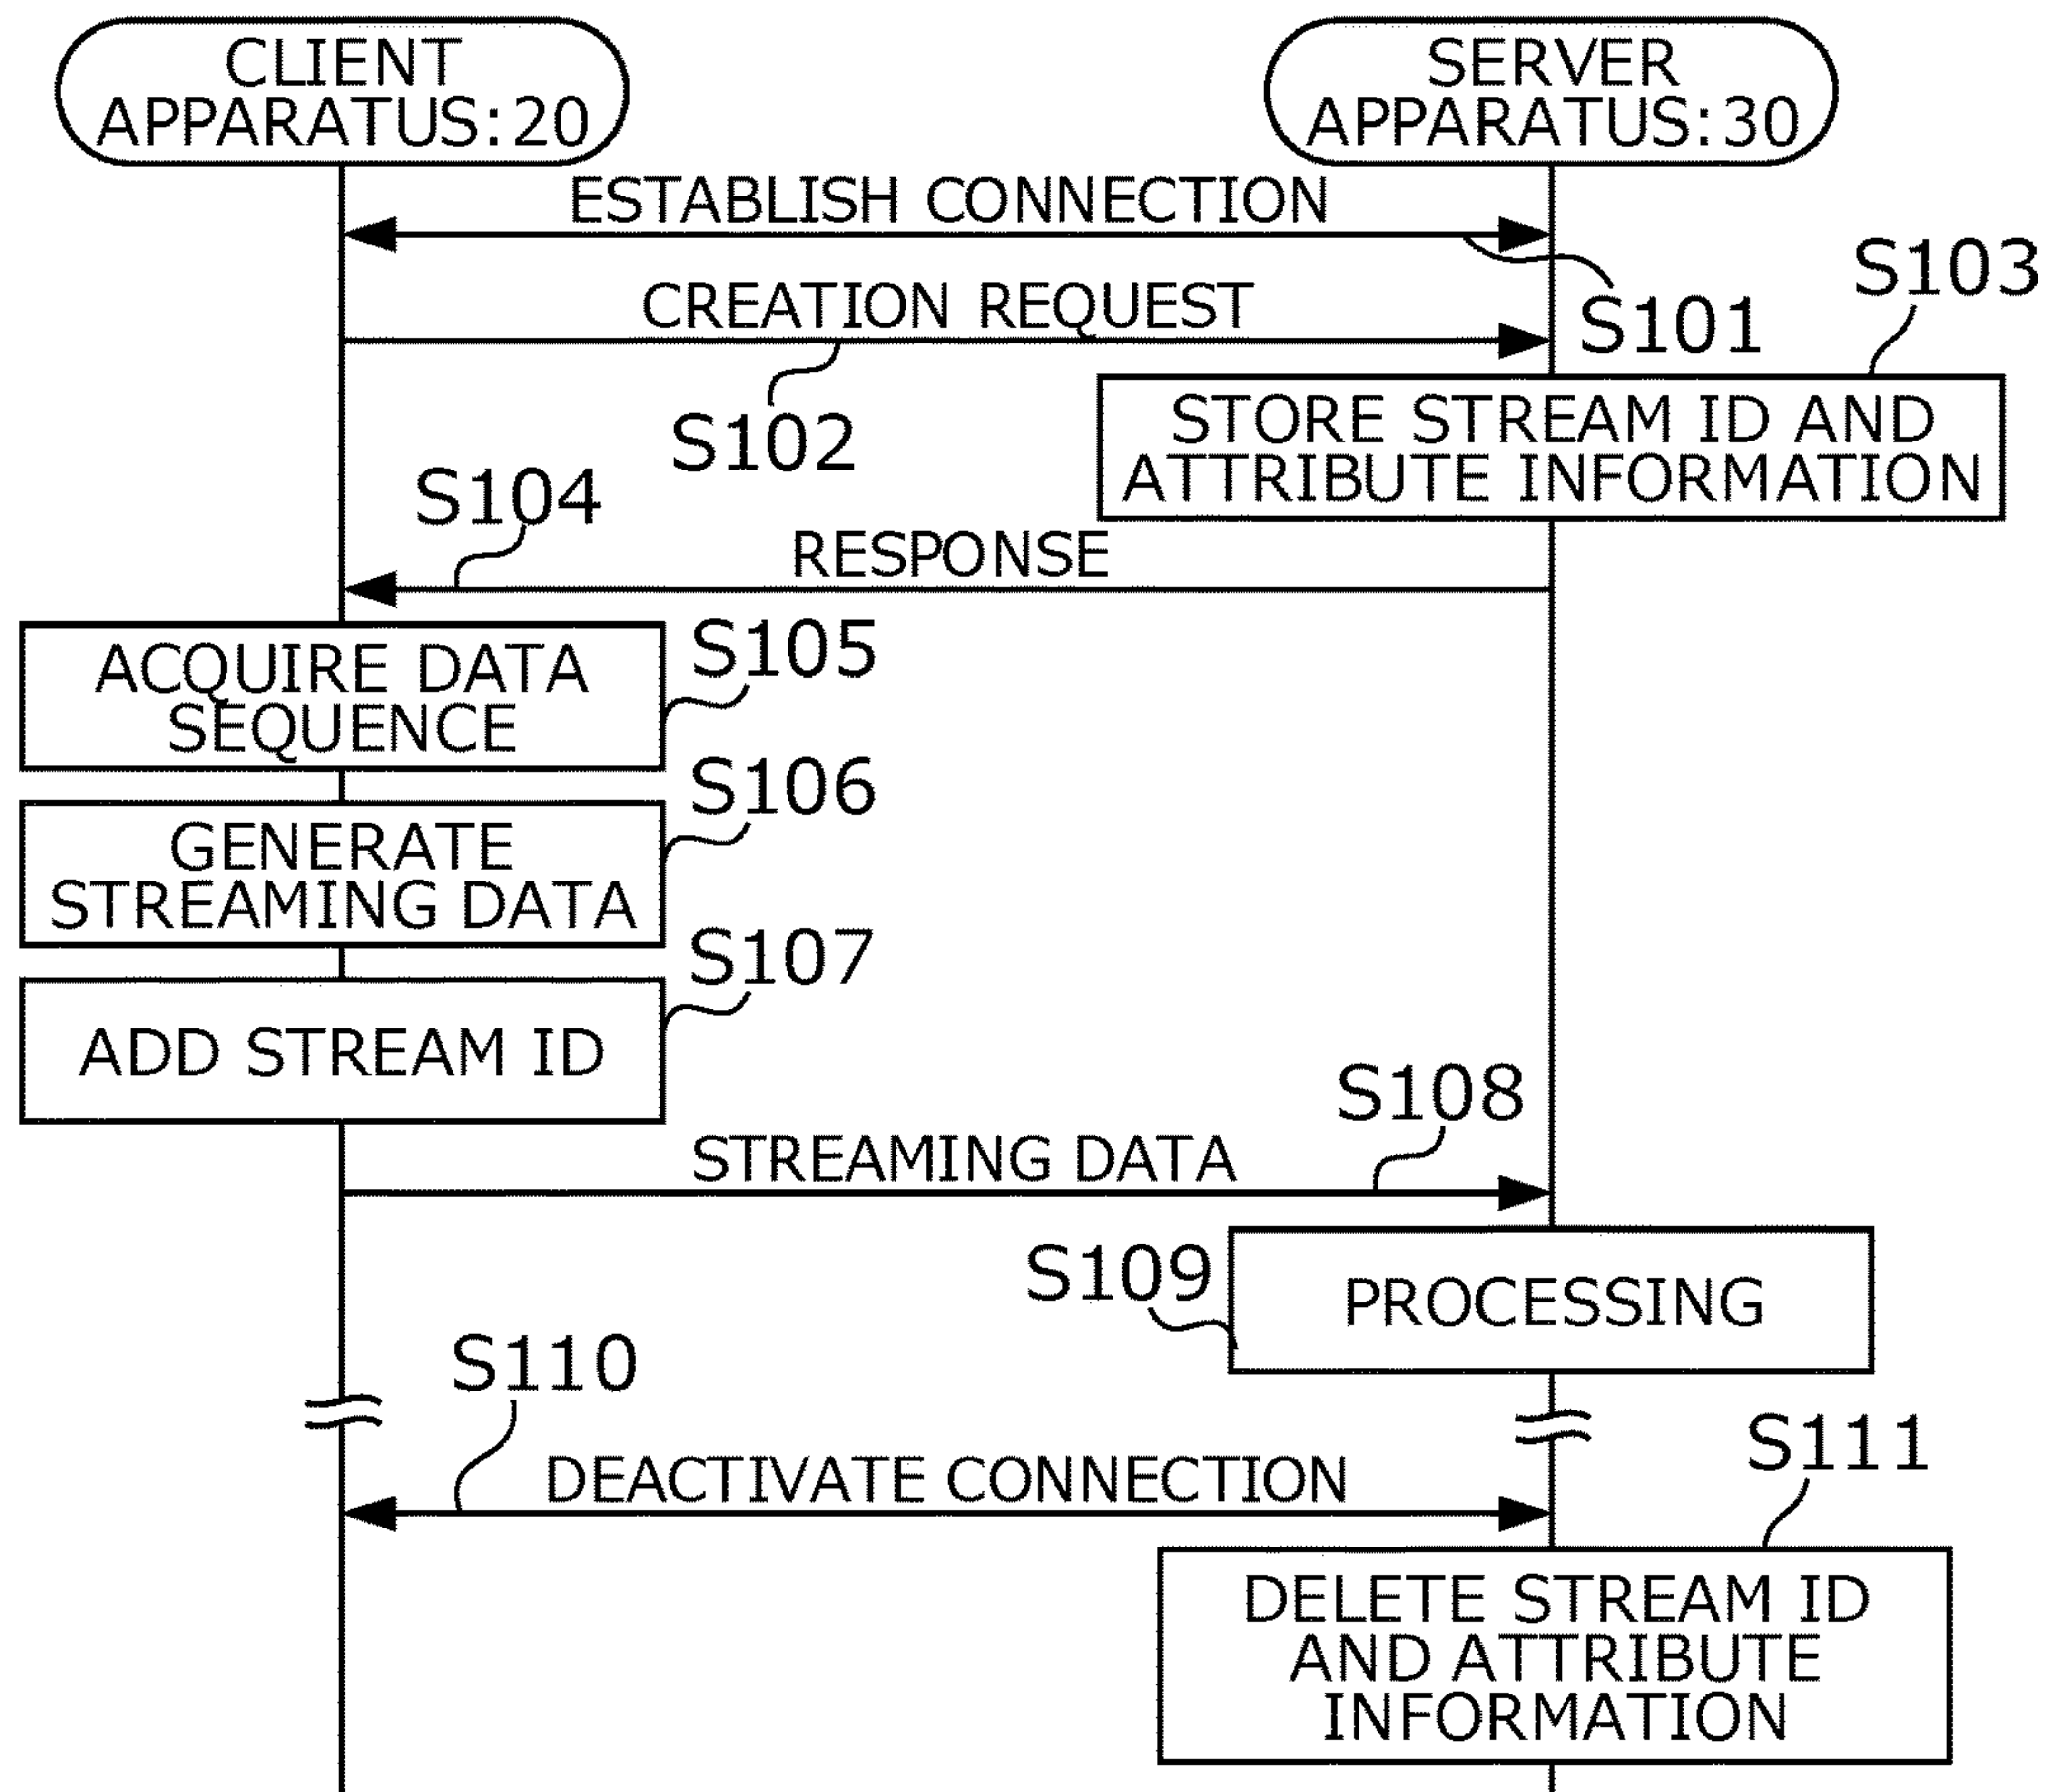 CLIENT
APPARATUS:20
SERVER
APPARATUS:30
ESTABLISH CONNECTION
S101
S103
CREATION REQUEST
S102
STORE STREAM ID AND
ATTRIBUTE INFORMATION
S104
RESPONSE
ACQUIRE DATA
SEQUENCE
S105
GENERATE
STREAMING DATA
S106
ADD STREAM ID
S107
S108
STREAMING DATA
S109
PROCESSING
S110
DEACTIVATE CONNECTION
S111
DELETE STREAM ID
AND ATTRIBUTE
INFORMATION